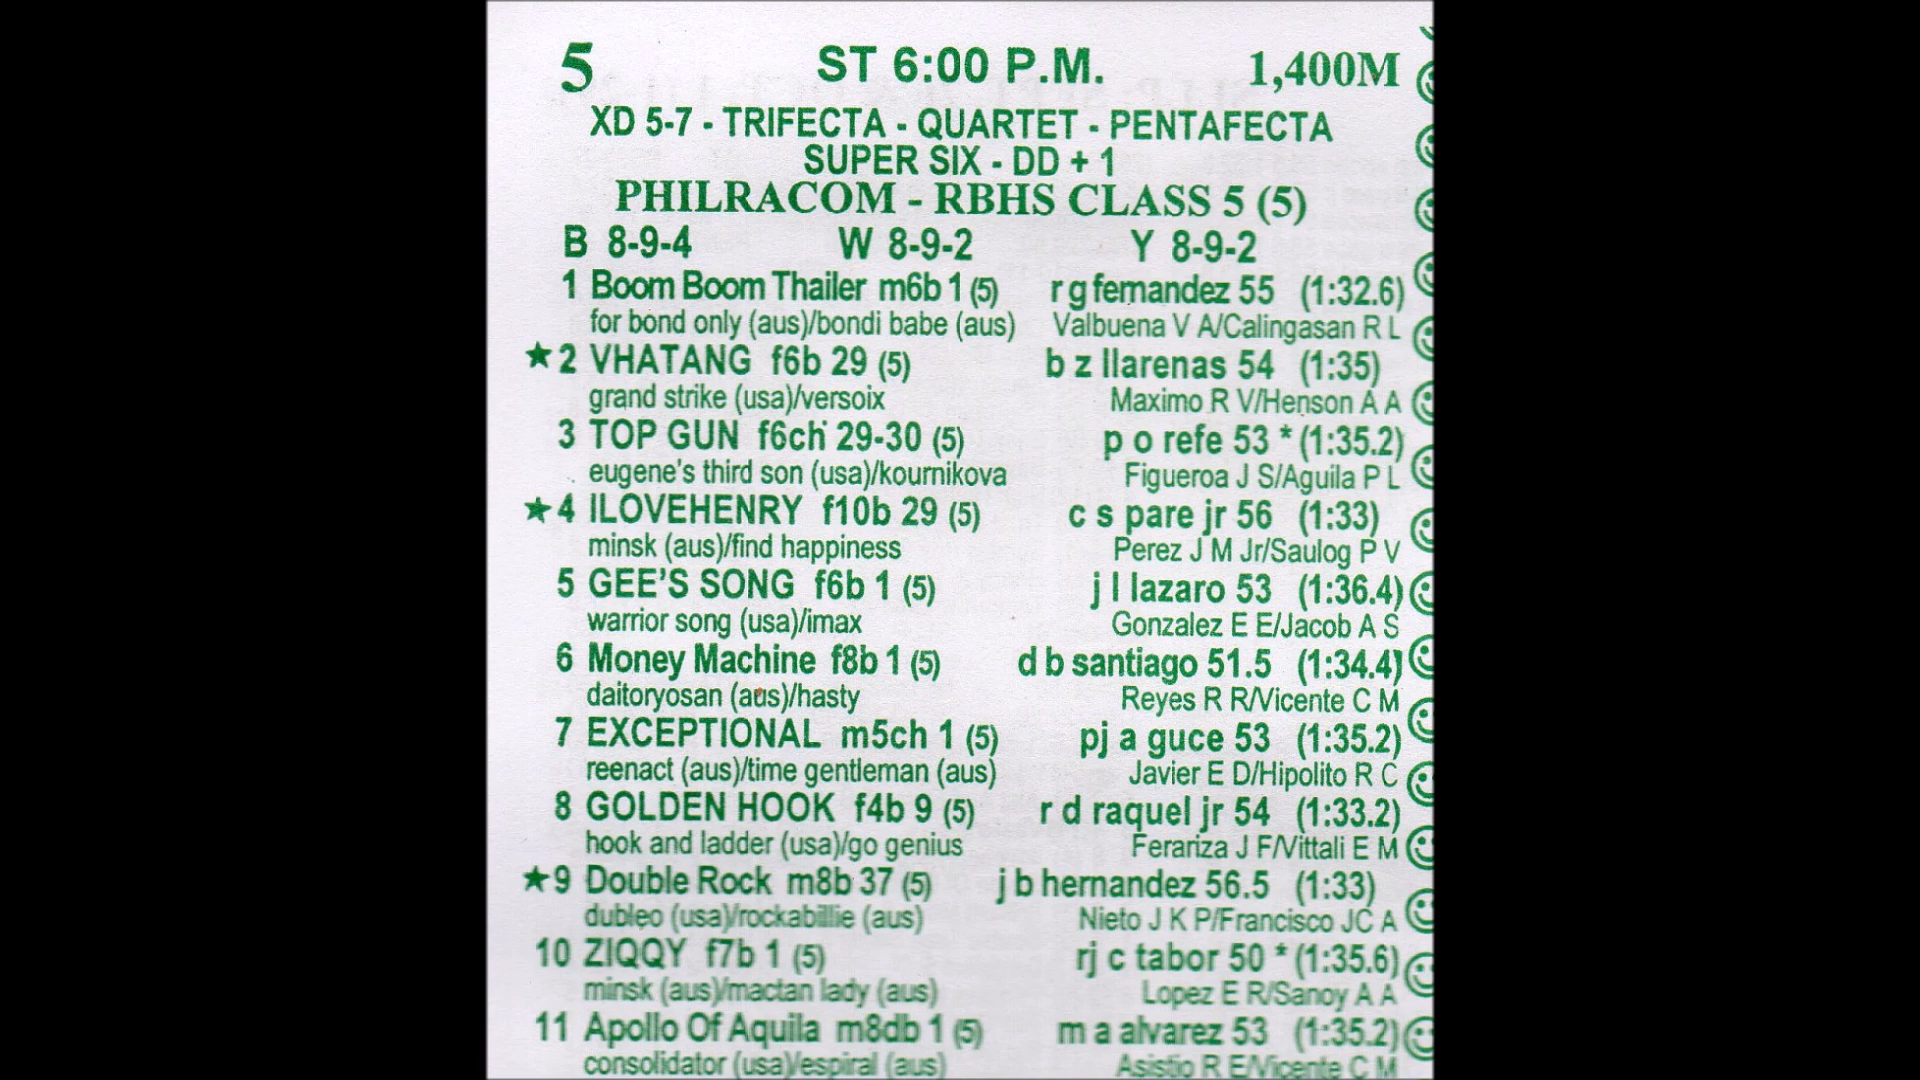 5 ST 6:00 P.M. 1,400M
XD 5-7 - TRIFECTA - QUARTET - PENTAFECTA
SUPER SIX - DD + 1
PHILRACOM - RBHS CLASS 5 (5)
B 8-9-4 W 8-9-2 Y 8-9-2
1 Boom Boom Thailer m6b 1 (5) r g fernandez 55 (1:32.6)
for bond only (aus)/bondi babe (aus) Valbuena V A/Calingasan R L
★2 VHATANG f6b 29 (5) b z llarenas 54 (1:35)
grand strike (usa)/versoix Maximo R V/Henson A A
3 TOP GUN f6ch 29-30 (5) p o refe 53 * (1:35.2)
eugene's third son (usa)/kournikova Figueroa J S/Aguila P L
★4 ILOVEHENRY f10b 29 (5) c s pare jr 56 (1:33)
minsk (aus)/find happiness Perez J M Jr/Saulog P V
5 GEE'S SONG f6b 1 (5) j l lazaro 53 (1:36.4)
warrior song (usa)/imax Gonzalez E E/Jacob A S
6 Money Machine f8b 1 (5) d b santiago 51.5 (1:34.4)
daitoryosan (aus)/hasty Reyes R R/Vicente C M
7 EXCEPTIONAL m5ch 1 (5) pj a guce 53 (1:35.2)
reenact (aus)/time gentleman (aus) Javier E D/Hipolito R C
8 GOLDEN HOOK f4b 9 (5) r d raquel jr 54 (1:33.2)
hook and ladder (usa)/go genius Ferariza J F/Vittali E M
★9 Double Rock m8b 37 (5) j b hernandez 56.5 (1:33)
dubleo (usa)/rockabillie (aus) Nieto J K P/Francisco JC A
10 ZIQQY f7b 1 (5) rj c tabor 50 * (1:35.6)
minsk (aus)/mactan lady (aus) Lopez E R/Sanoy A A
11 Apollo Of Aquila m8db 1 (5) m a alvarez 53 (1:35.2)
consolidator (usa)/espiral (aus) Asistio R E/Vicente C M